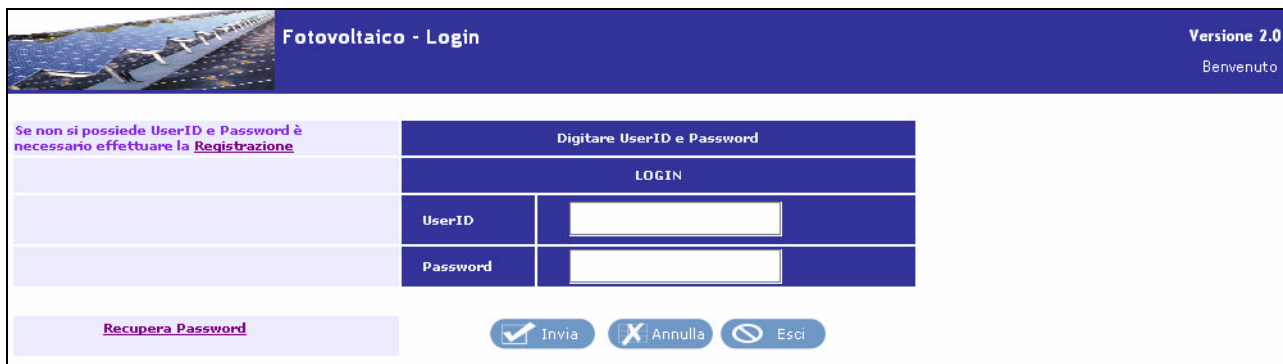 Fotovoltaico - Login
Versione 2.0
Benvenuto
Se non si possiede UserID e Password è
necessario effettuare la Registrazione
Digitare UserID e Password
LOGIN
UserID
Password
Recupera Password
Invia
Annulla
Esci